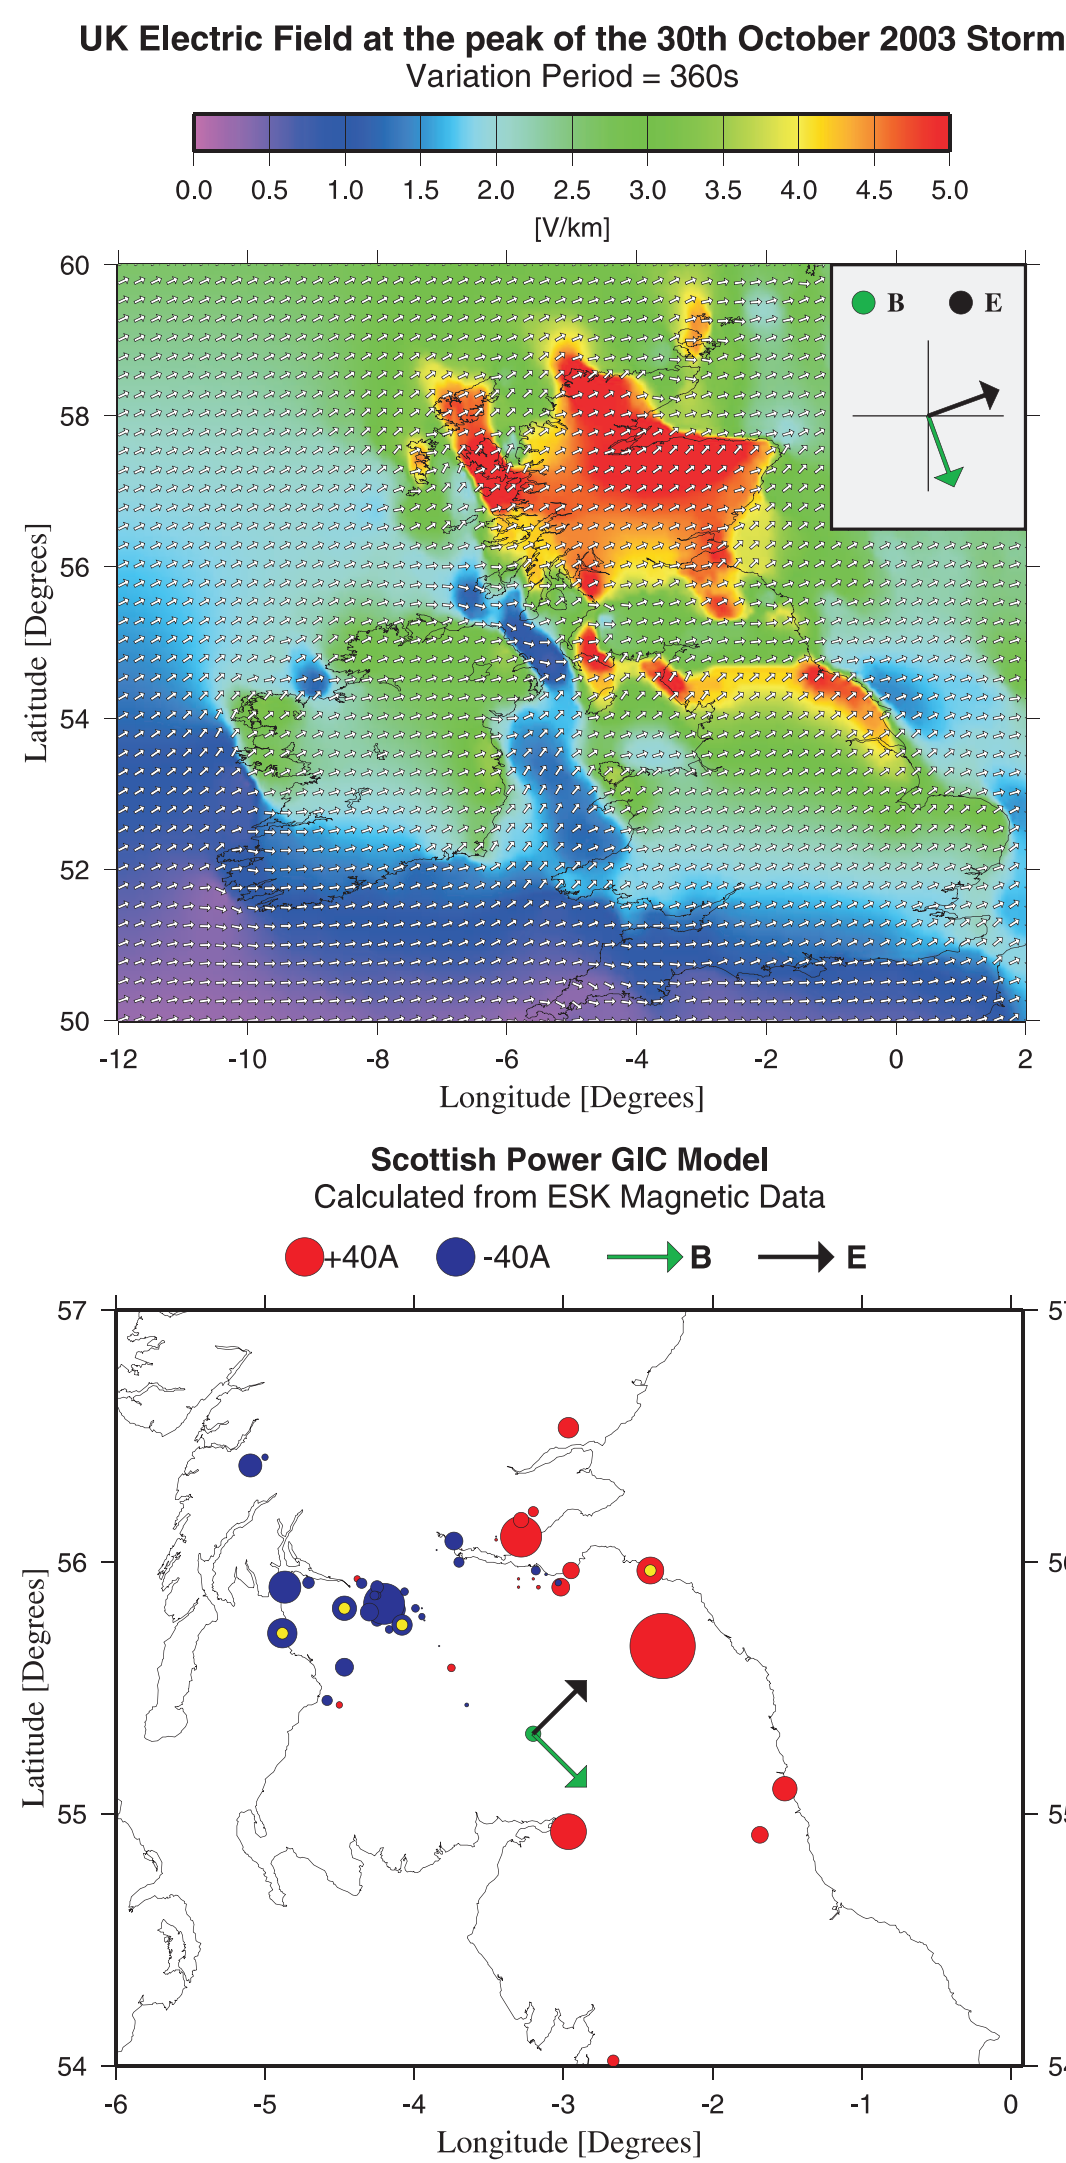 UK Electric Field at the peak of the 30th October 2003 Storm
Variation Period = 360s
0.0 0.5 1.0 1.5 2.0 2.5 3.0 3.5 4.0 4.5 5.0
[V/km]
60
B E
58
56
54
52
50
Latitude [Degrees]
-12 -10 -8 -6 -4 -2 0 2
Longitude [Degrees]
Scottish Power GIC Model
Calculated from ESK Magnetic Data
+40A -40A B E
57 57
56 56
55 55
54 54
Latitude [Degrees]
-6 -5 -4 -3 -2 -1 0
Longitude [Degrees]